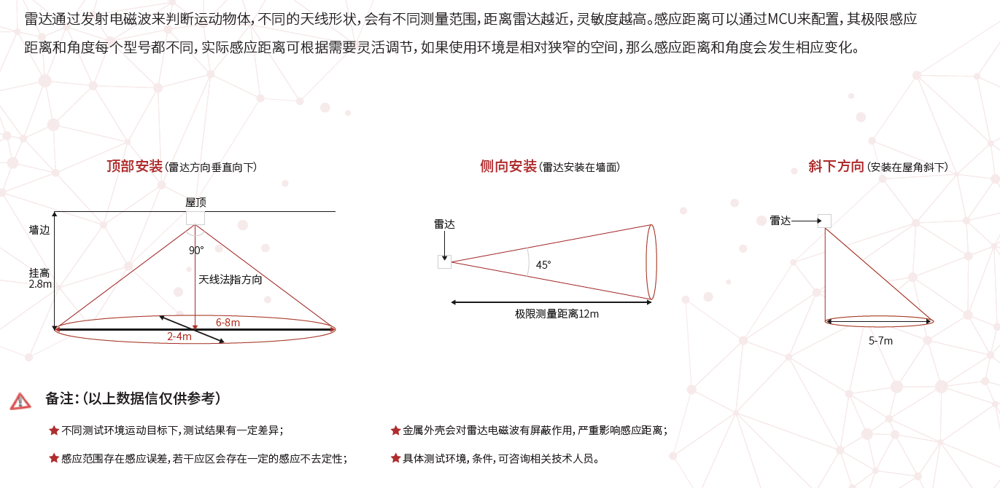 雷达通过发射电磁波来判断运动物体，不同的天线形状，会有不同测量范围，距离雷达越近，灵敏度越高。感应距离可以通过MCU来配置，其极限感应
距离和角度每个型号都不同，实际感应距离可根据需要灵活调节，如果使用环境是相对狭窄的空间，那么感应距离和角度会发生相应变化。
顶部安装（雷达方向垂直向下）
屋顶
墙边
90°
挂高
2.8m
天线法指方向
6-8m
2-4m
侧向安装（雷达安装在墙面）
雷达
45°
极限测量距离12m
斜下方向（安装在屋角斜下）
雷达
5-7m
备注：（以上数据信仅供参考）
不同测试环境运动目标下，测试结果有一定差异；
金属外壳会对雷达电磁波有屏蔽作用，严重影响感应距离；
感应范围存在感应误差，若干应区会存在一定的感应不去定性；
具体测试环境，条件，可咨询相关技术人员。